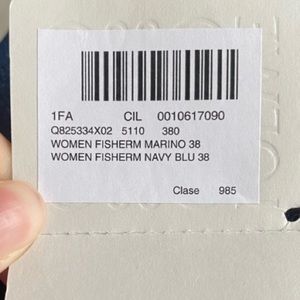 1FA CIL 0010617090
Q825334X02 5110 380
WOMEN FISHERM MARINO 38
WOMEN FISHERM NAVY BLU 38
Clase 985